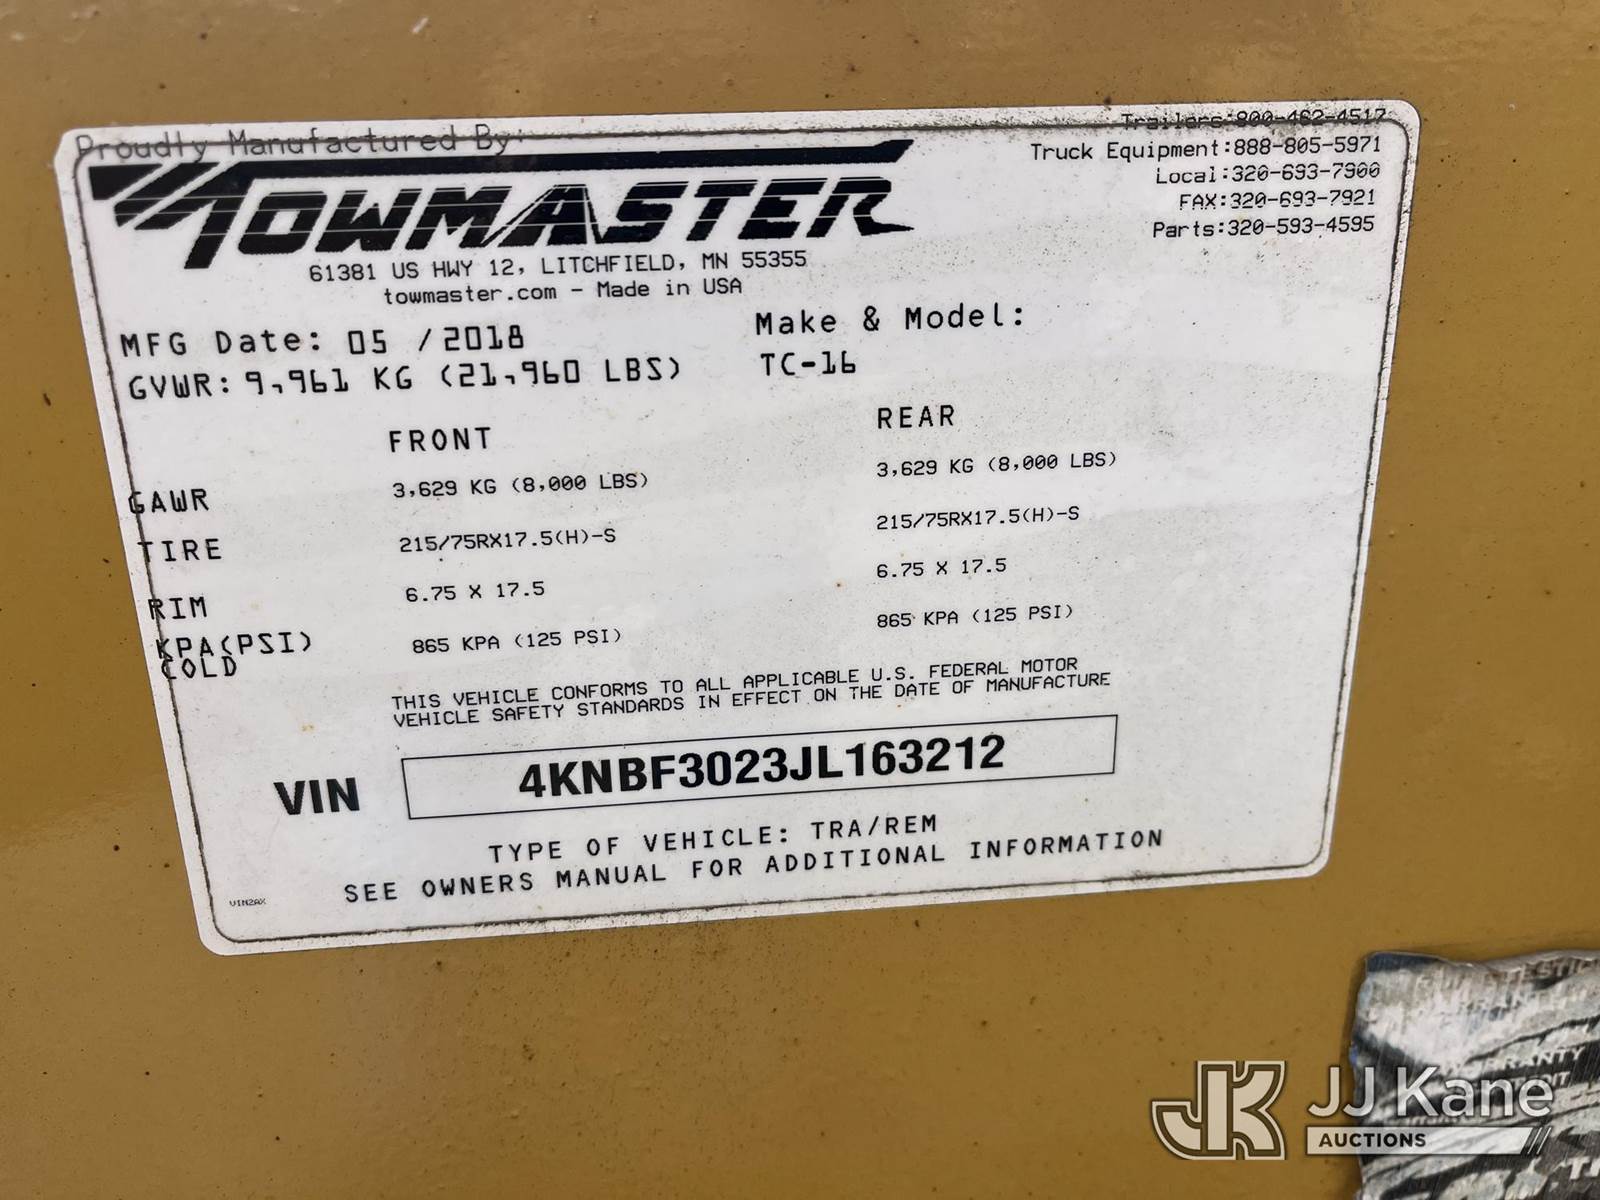 Proudly Manufactured By:
TOWMASTER
61381 US HWY 12, LITCHFIELD, MN 55355
towmaster.com - Made in USA
Trailers:800-462-4517
Truck Equipment:888-805-5971
Local:320-693-7900
FAX:320-693-7921
Parts:320-593-4595
MFG Date: 05 /2018
GVWR: 9,961 KG (21,960 LBS)
Make & Model:
TC-16
FRONT REAR
GAWR 3,629 KG (8,000 LBS) 3,629 KG (8,000 LBS)
TIRE 215/75RX17.5(H)-S 215/75RX17.5(H)-S
RIM 6.75 X 17.5 6.75 X 17.5
KPA(PSI) 865 KPA (125 PSI) 865 KPA (125 PSI)
COLD
THIS VEHICLE CONFORMS TO ALL APPLICABLE U.S. FEDERAL MOTOR
VEHICLE SAFETY STANDARDS IN EFFECT ON THE DATE OF MANUFACTURE
VIN 4KNBF3023JL163212
TYPE OF VEHICLE: TRA/REM
SEE OWNERS MANUAL FOR ADDITIONAL INFORMATION
VIN2AX
JK JJ Kane
AUCTIONS